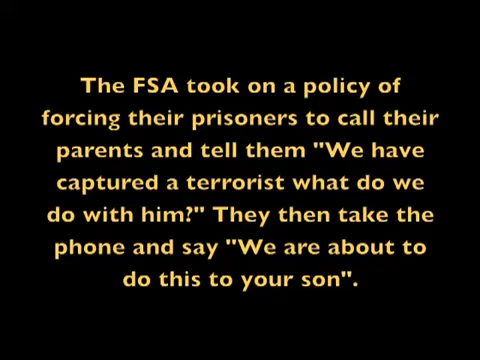 The FSA took on a policy of
forcing their prisoners to call their
parents and tell them "We have
captured a terrorist what do we
do with him?" They then take the
phone and say "We are about to
do this to your son".